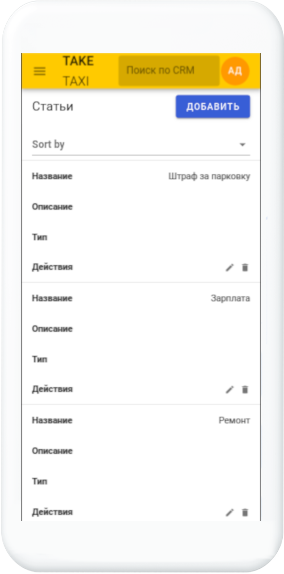 TAKE
TAXI
Поиск по CRM
АД
Статьи
ДОБАВИТЬ
Sort by
Название Штраф за парковку
Описание
Тип
Действия
Название Зарплата
Описание
Тип
Действия
Название Ремонт
Описание
Тип
Действия